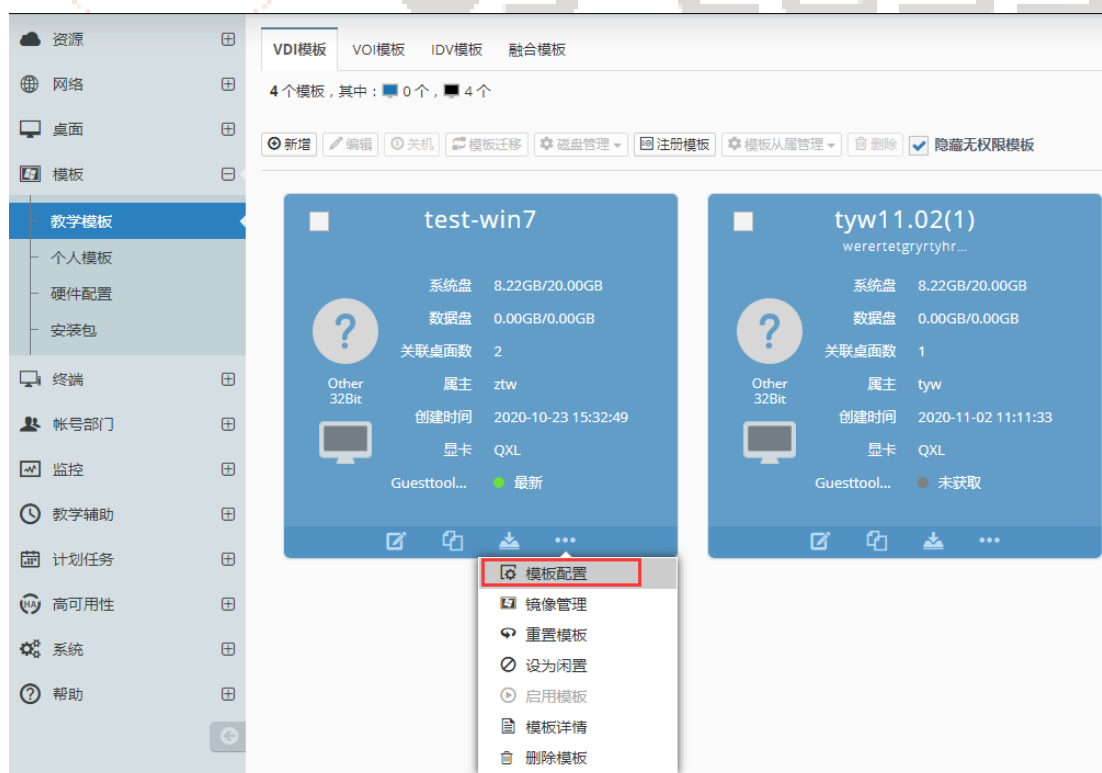 资源
网络
桌面
模板
教学模板
个人模板
硬件配置
安装包
终端
帐号部门
监控
教学辅助
计划任务
高可用性
系统
帮助
VDI模板 VOI模板 IDV模板 融合模板
4 个模板，其中： 0 个， 4 个
新增 编辑 关机 模板迁移 磁盘管理 注册模板 模板从属管理 删除 隐藏无权限模板
test-win7
系统盘 8.22GB/20.00GB
数据盘 0.00GB/0.00GB
关联桌面数 2
Other
32Bit
属主 ztw
创建时间 2020-10-23 15:32:49
显卡 QXL
Guesttool... 最新
tyw11.02(1)
werertetgryrtyhr...
系统盘 8.22GB/20.00GB
数据盘 0.00GB/0.00GB
关联桌面数 1
Other
32Bit
属主 tyw
创建时间 2020-11-02 11:11:33
显卡 QXL
Guesttool... 未获取
模板配置
镜像管理
重置模板
设为闲置
启用模板
模板详情
删除模板